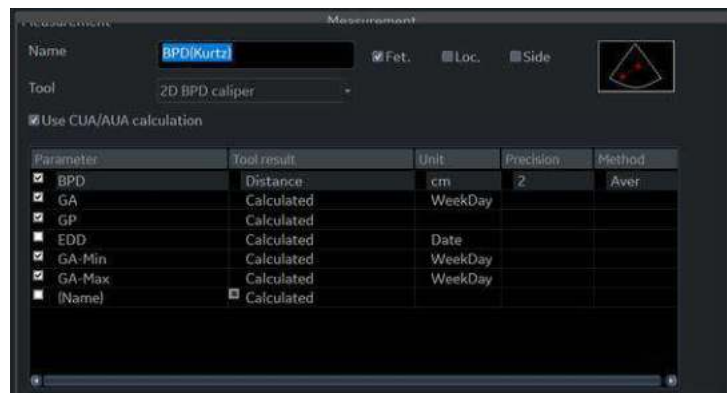 Measurement Measurement
Name BPD(Kurtz) Fet. Loc. Side
Tool 2D BPD caliper
Use CUA/AUA calculation
Parameter Tool result Unit Precision Method
BPD Distance cm 2 Aver
GA Calculated WeekDay
GP Calculated
EDD Calculated Date
GA-Min Calculated WeekDay
GA-Max Calculated WeekDay
(Name) Calculated